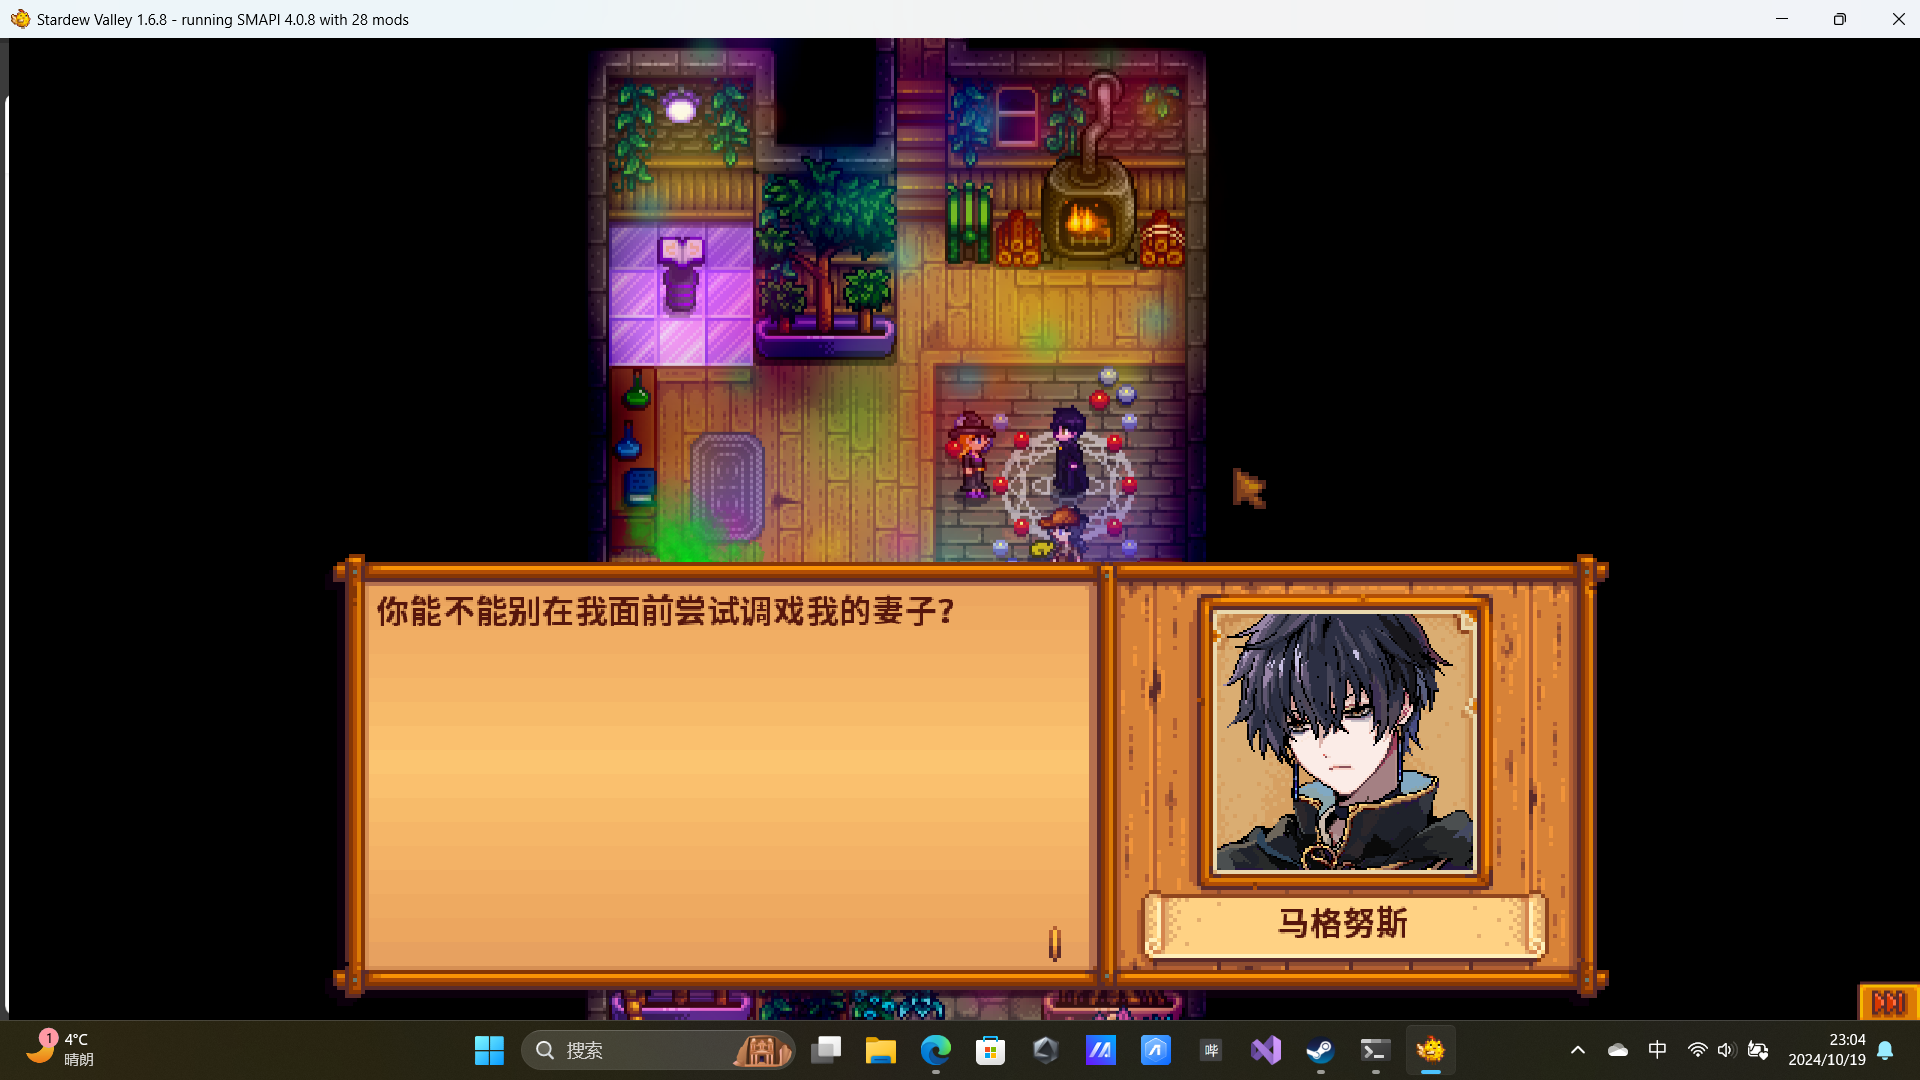 Stardew Valley 1.6.8 - running SMAPI 4.0.8 with 28 mods
你能不能别在我面前尝试调戏我的妻子?
马格努斯
1
4°C
晴朗
搜索
哔
中
23:04
2024/10/19